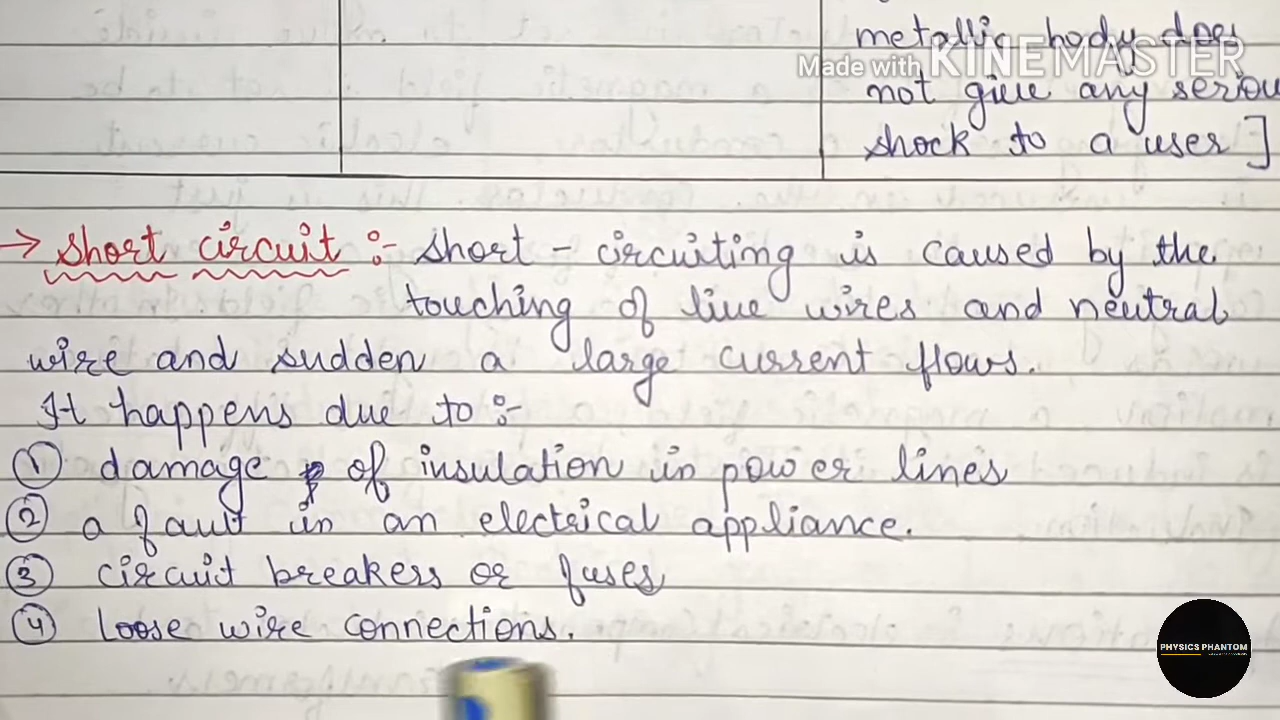 metallic body does
Made with KINEMASTER
not give any seriou
shock to a user]
→ Short circuit :- Short - circuiting is caused by the
touching of live wires and neutral
wire and sudden a large current flows.
It happens due to :-
① damage of insulation in power lines
② a fault in an electrical appliance.
③ circuit breakers or fuses
④ loose wire connections.
PHYSICS PHANTOM